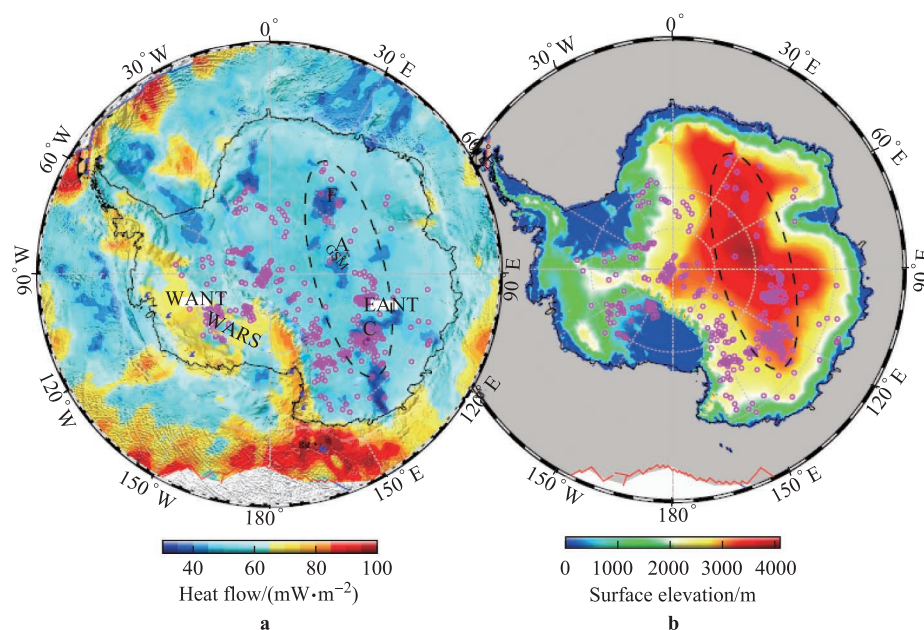 0°
30° E
60° E
90° E
120° E
150° E
180°
150° W
120° W
90° W
60° W
30° W
F
A
GSM
EANT
C
WANT
WARS
40 60 80 100
Heat flow/(mW·m⁻²)
a
0°
30° E
60° E
90° E
120° E
150° E
180°
150° W
60° W
30° W
0 1000 2000 3000 4000
Surface elevation/m
b